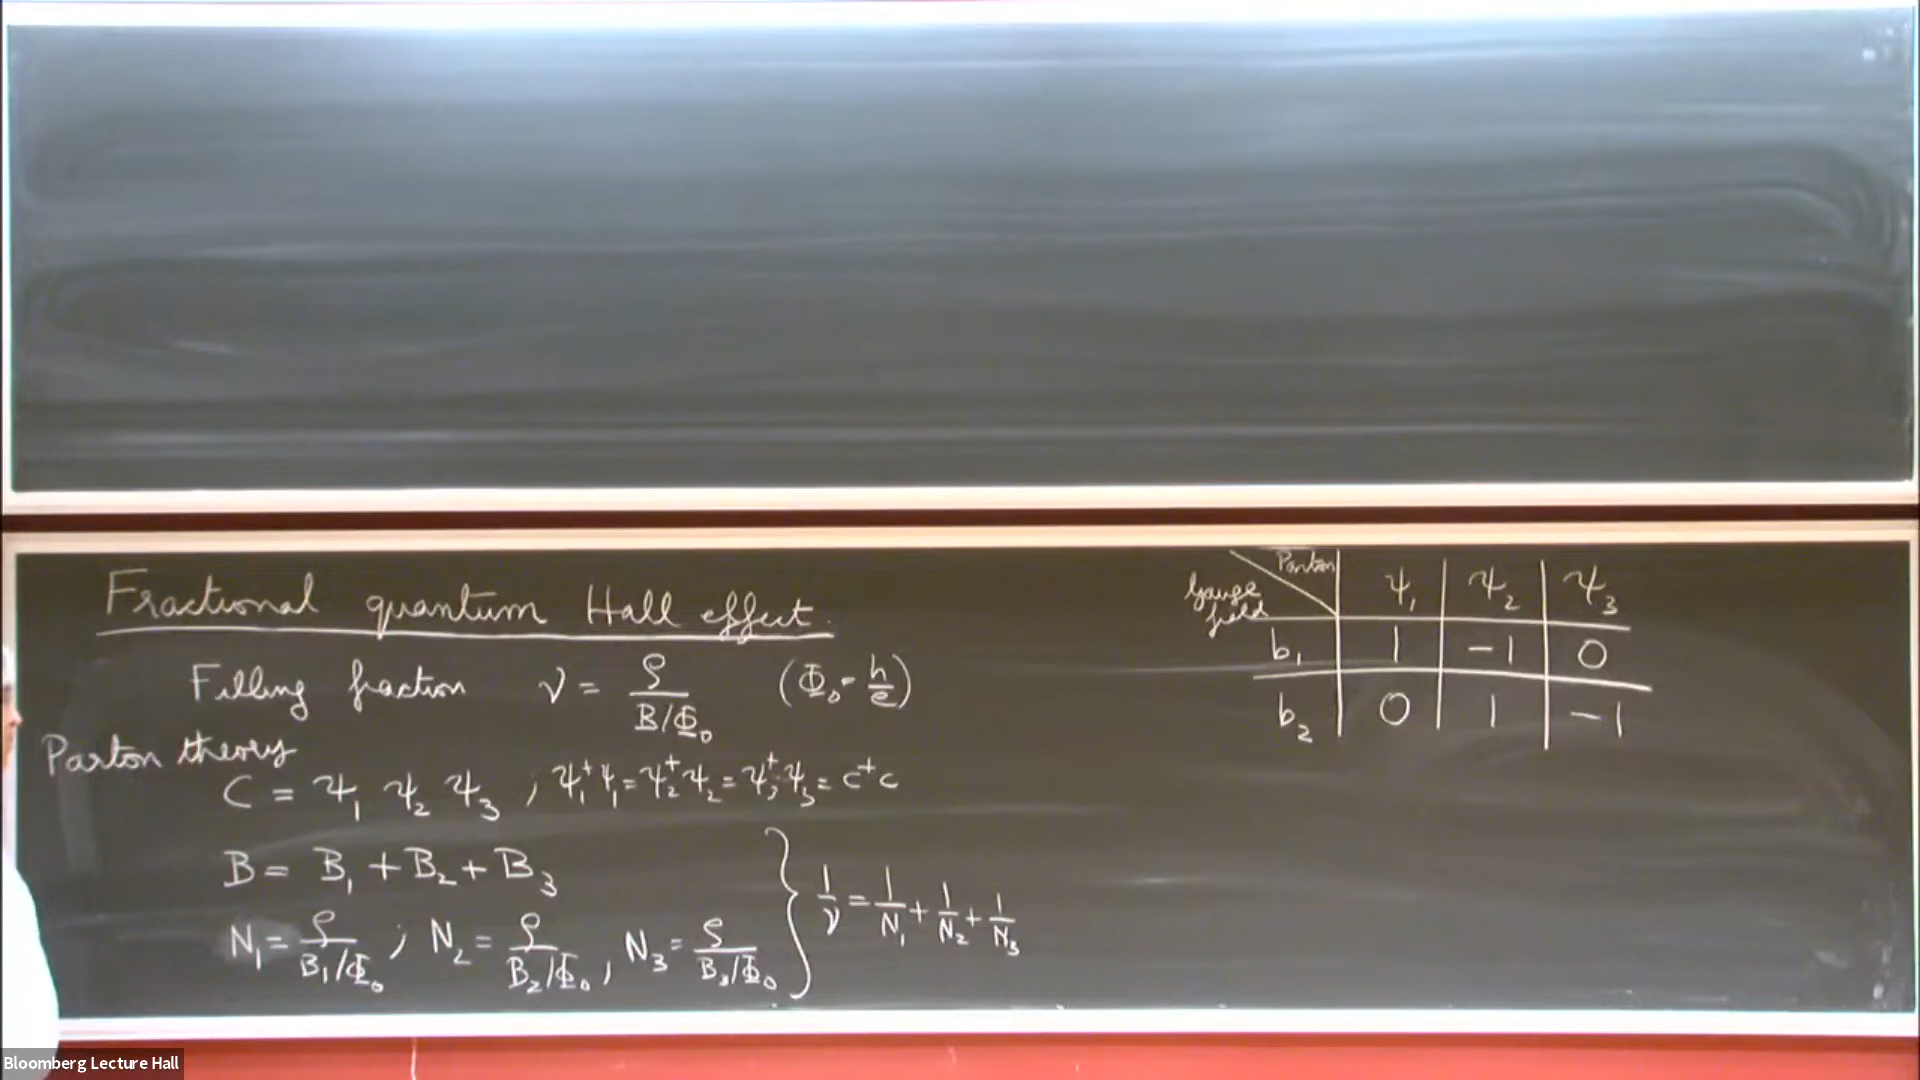 Fractional quantum Hall effect.
Filling fraction ν = ρ / (B/Φ₀) (Φ₀ = h/e)
Parton theory
C = ψ₁ ψ₂ ψ₃ ; ψ₁⁺ψ₁ = ψ₂⁺ψ₂ = ψ₃⁺ψ₃ = c⁺c
B = B₁ + B₂ + B₃
N₁ = ρ / (B₁/Φ₀) ; N₂ = ρ / (B₂/Φ₀) , N₃ = ρ / (B₃/Φ₀) } 1/ν = 1/N₁ + 1/N₂ + 1/N₃
Parton ψ₁ ψ₂ ψ₃
Gauge field
b₁ 1 -1 0
b₂ 0 1 -1
Bloomberg Lecture Hall